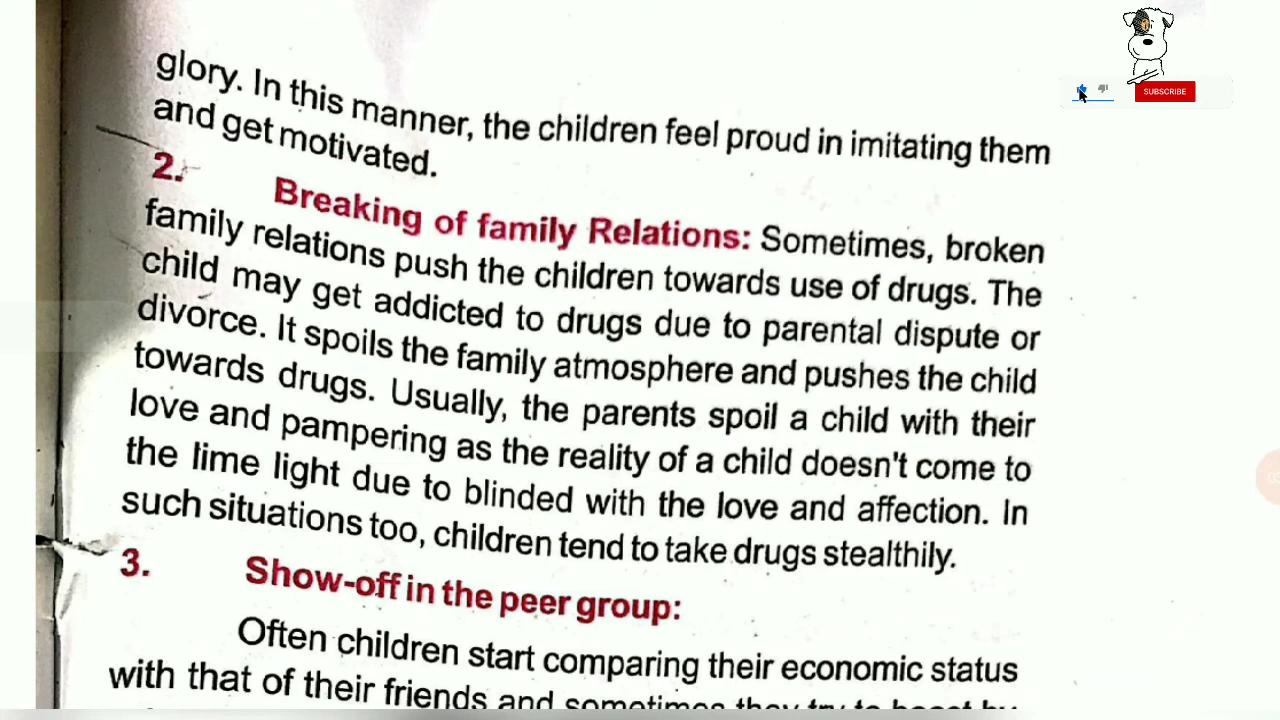 glory. In this manner, the children feel proud in imitating them
and get motivated.
2. Breaking of family Relations: Sometimes, broken
family relations push the children towards use of drugs. The
child may get addicted to drugs due to parental dispute or
divorce. It spoils the family atmosphere and pushes the child
towards drugs. Usually, the parents spoil a child with their
love and pampering as the reality of a child doesn't come to
the lime light due to blinded with the love and affection. In
such situations too, children tend to take drugs stealthily.
3. Show-off in the peer group:
Often children start comparing their economic status
with that of their friends and sometimes they try to boast by
SUBSCRIBE